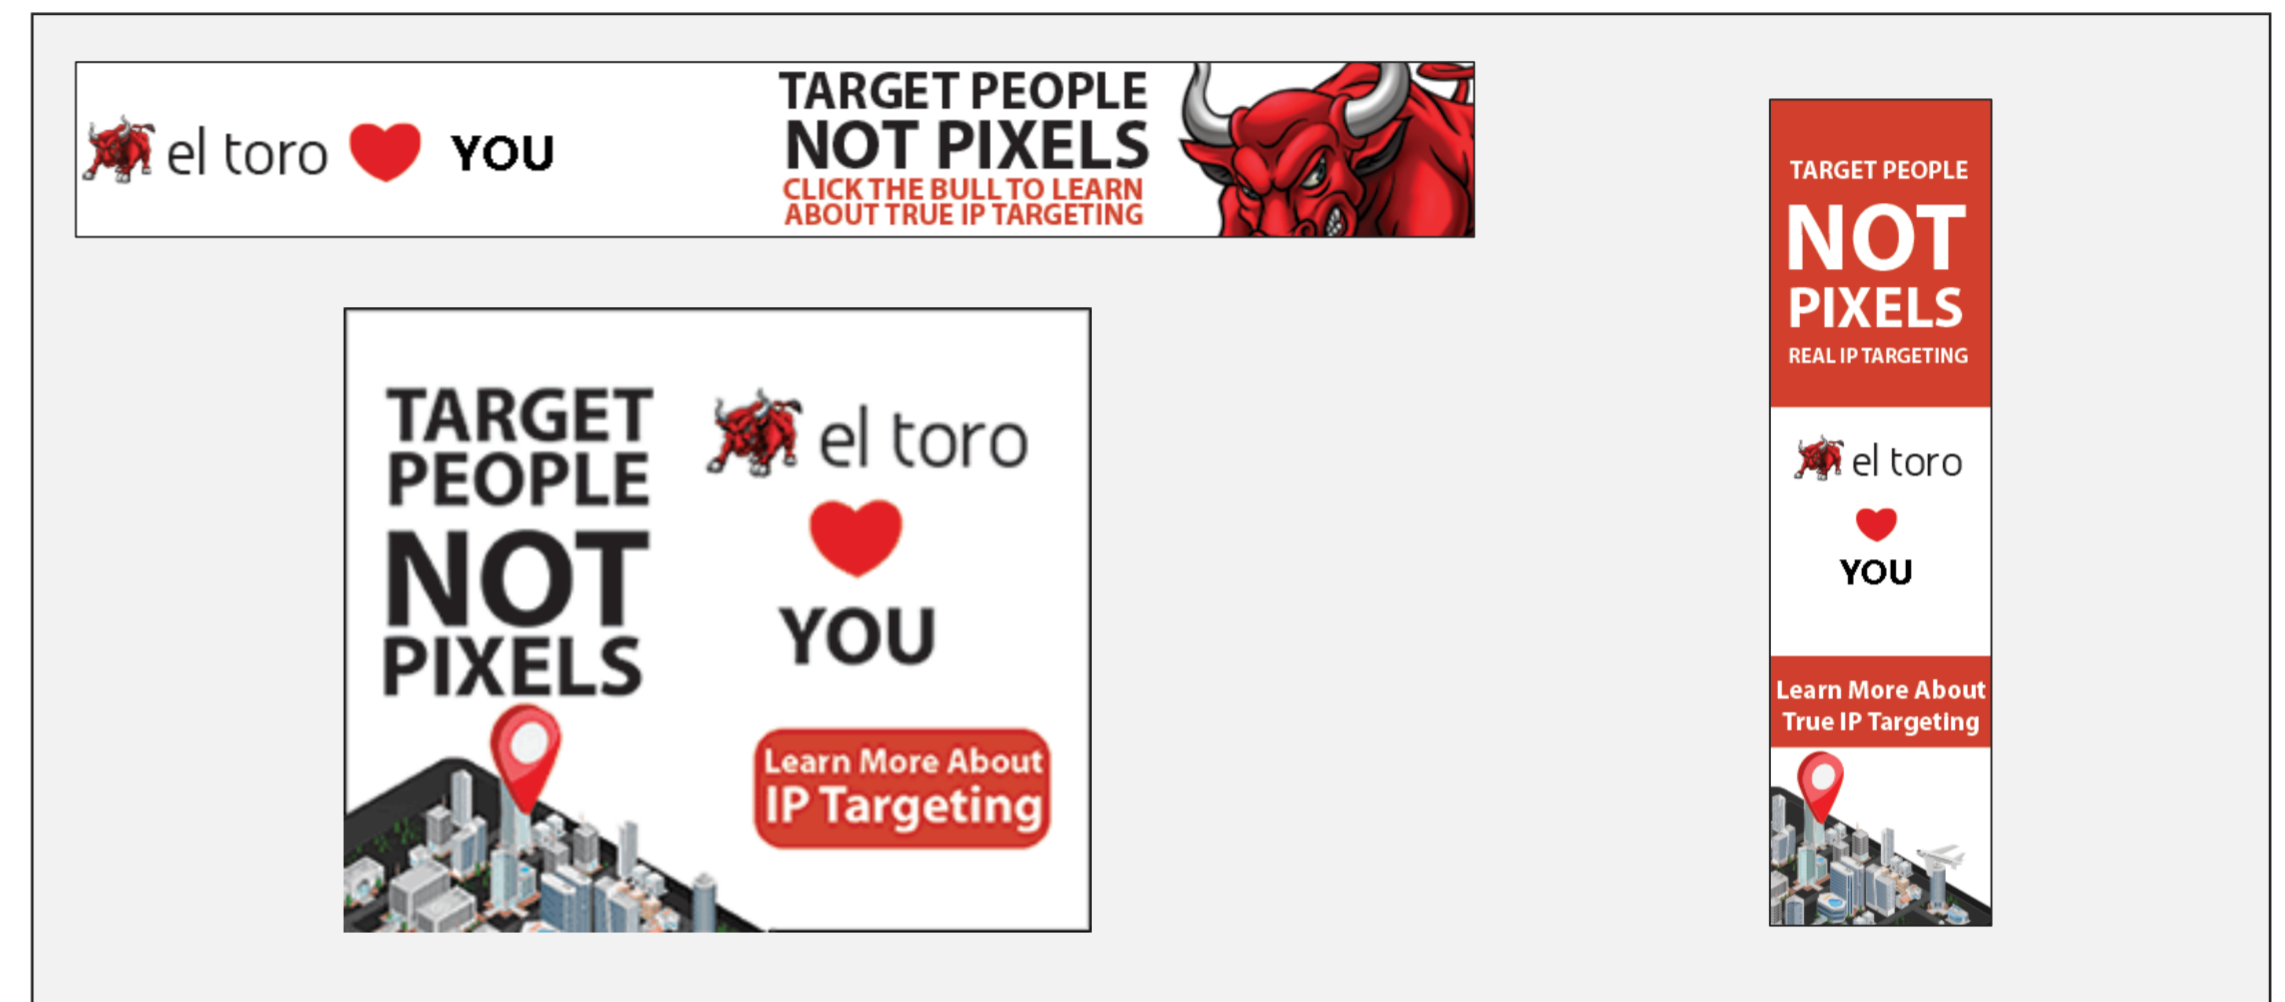 el toro YOU
TARGET PEOPLE
NOT PIXELS
CLICK THE BULL TO LEARN
ABOUT TRUE IP TARGETING
TARGET
PEOPLE
NOT
PIXELS
el toro
YOU
Learn More About
IP Targeting
TARGET PEOPLE
NOT
PIXELS
REAL IP TARGETING
el toro
YOU
Learn More About
True IP Targeting